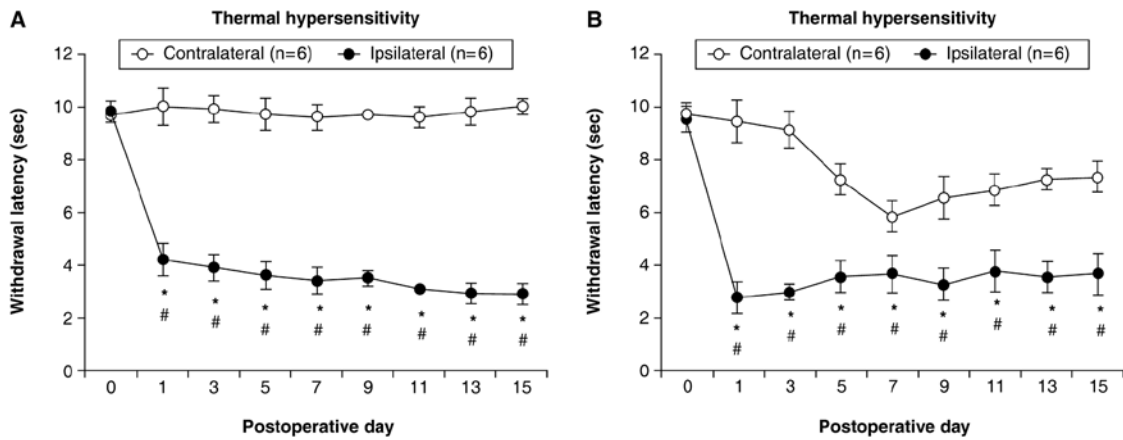 A
Thermal hypersensitivity
Withdrawal latency (sec)
12
10
8
6
4
2
0
Contralateral (n=6) Ipsilateral (n=6)
* * * * * * * *
# # # # # # # #
0 1 3 5 7 9 11 13 15
Postoperative day
B
Thermal hypersensitivity
Withdrawal latency (sec)
12
10
8
6
4
2
0
Contralateral (n=6) Ipsilateral (n=6)
* * * * * * * *
# # # # # # # #
0 1 3 5 7 9 11 13 15
Postoperative day